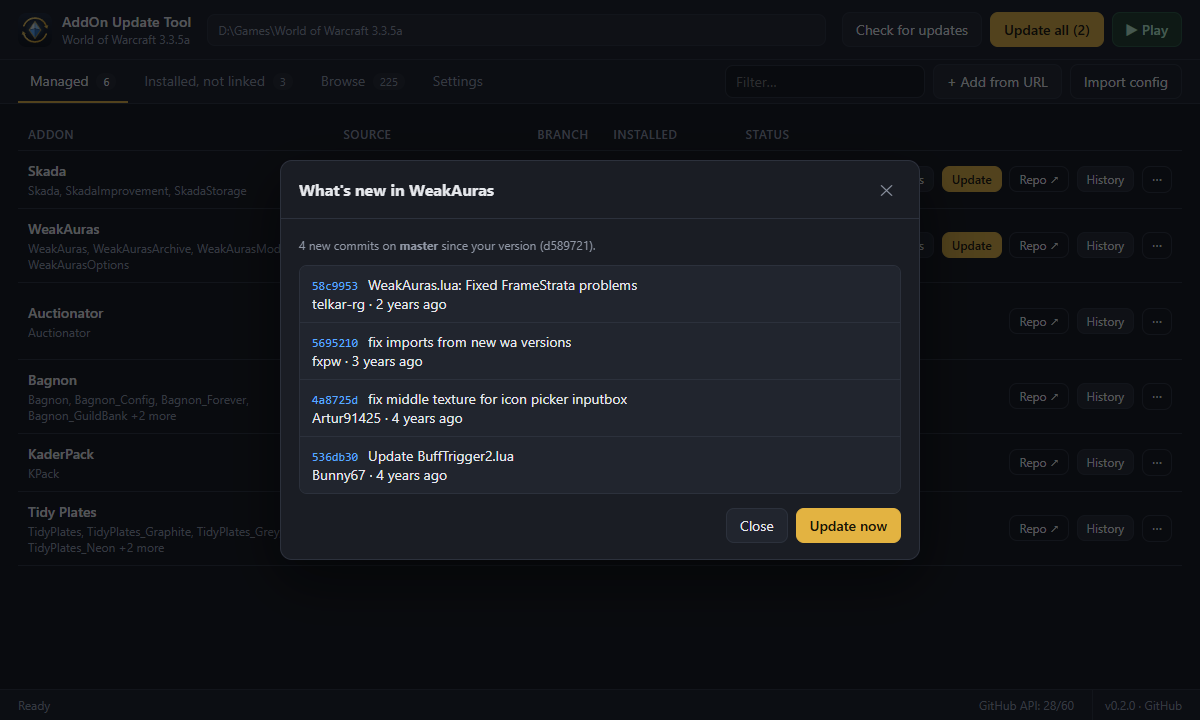 AddOn Update Tool
World of Warcraft 3.3.5a
D:\Games\World of Warcraft 3.3.5a
Check for updates
Update all (2)
▶ Play
Managed 6
Installed, not linked 3
Browse 225
Settings
Filter...
+ Add from URL
Import config
ADDON SOURCE BRANCH INSTALLED STATUS
Skada
Skada, SkadaImprovement, SkadaStorage
Update Repo ↗ History ···
WeakAuras
WeakAuras, WeakAurasArchive, WeakAurasMod
WeakAurasOptions
Update Repo ↗ History ···
Auctionator
Auctionator
Repo ↗ History ···
Bagnon
Bagnon, Bagnon_Config, Bagnon_Forever,
Bagnon_GuildBank +2 more
Repo ↗ History ···
KaderPack
KPack
Repo ↗ History ···
Tidy Plates
TidyPlates, TidyPlates_Graphite, TidyPlates_Grey
TidyPlates_Neon +2 more
Repo ↗ History ···
What's new in WeakAuras
4 new commits on master since your version (d589721).
58c9953 WeakAuras.lua: Fixed FrameStrata problems
telkar-rg · 2 years ago
5695210 fix imports from new wa versions
fxpw · 3 years ago
4a8725d fix middle texture for icon picker inputbox
Artur91425 · 4 years ago
536db30 Update BuffTrigger2.lua
Bunny67 · 4 years ago
Close
Update now
Ready
GitHub API: 28/60
v0.2.0 · GitHub